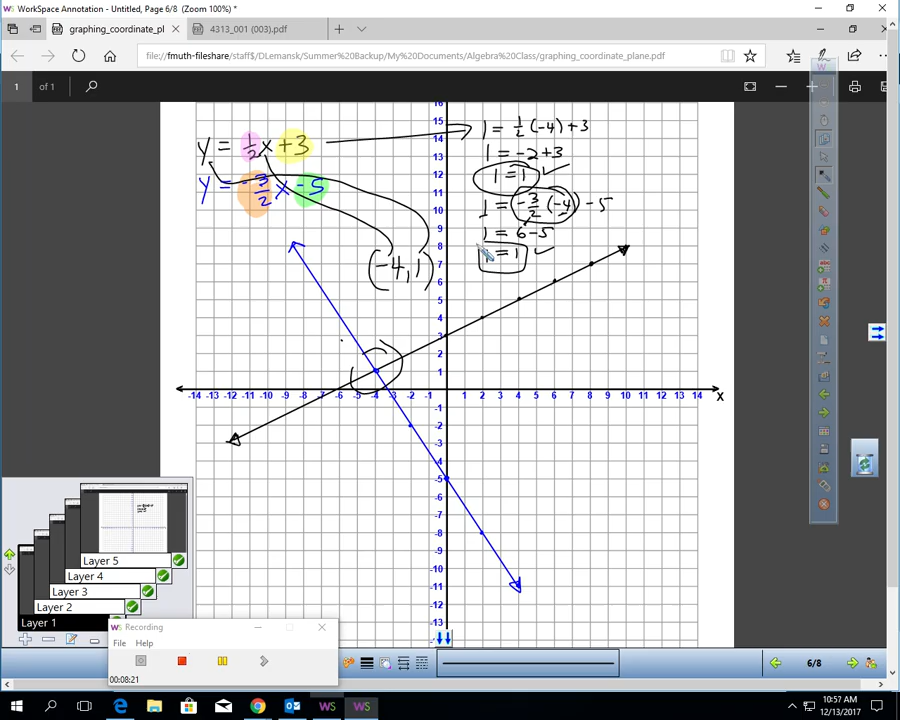 WorkSpace Annotation - Untitled, Page 6/8 (Zoom 100%) *
graphing_coordinate_pl
4313_001 (003).pdf
file://fmuth-fileshare/staff$/DLemansk/Summer%20Backup/My%20Documents/Algebra%20Class/graphing_coordinate_plane.pdf
1 of 1
y = 1/2 x + 3
y = -3/2 x - 5
(-4, 1)
1 = 1/2 (-4) + 3
1 = -2 + 3
1 = 1 ✓
1 = -3/2 (-4) - 5
1 = 6 - 5
1 = 1 ✓
16
15
14
13
12
11
10
9
8
7
6
5
4
3
2
1
-14 -13 -12 -11 -10 -9 -8 -7 -6 -5 -4 -3 -2 -1 1 2 3 4 5 6 7 8 9 10 11 12 13 14 X
-1
-2
-3
-4
-5
-6
-7
-8
-9
-10
-11
-12
-13
Layer 5
Layer 4
Layer 3
Layer 2
Layer 1
WS Recording
File Help
00:08:21
6/8
10:57 AM
12/13/2017